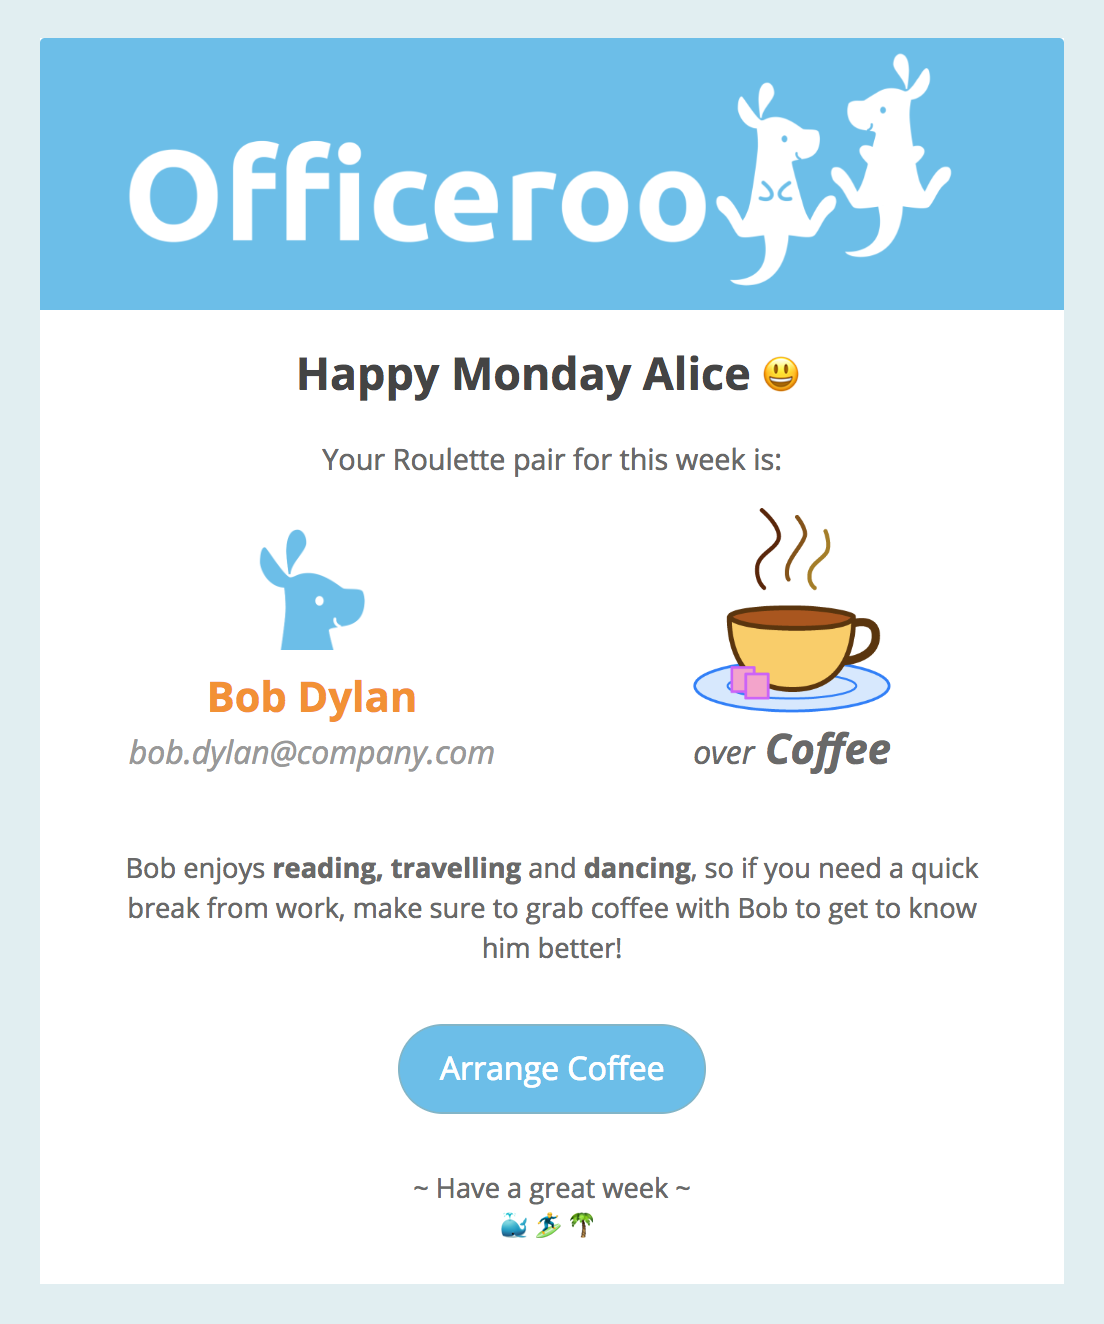 Officeroo
Happy Monday Alice 😃
Your Roulette pair for this week is:
Bob Dylan
bob.dylan@company.com
over Coffee
Bob enjoys reading, travelling and dancing, so if you need a quick
break from work, make sure to grab coffee with Bob to get to know
him better!
Arrange Coffee
~ Have a great week ~
🐳🏄🌴